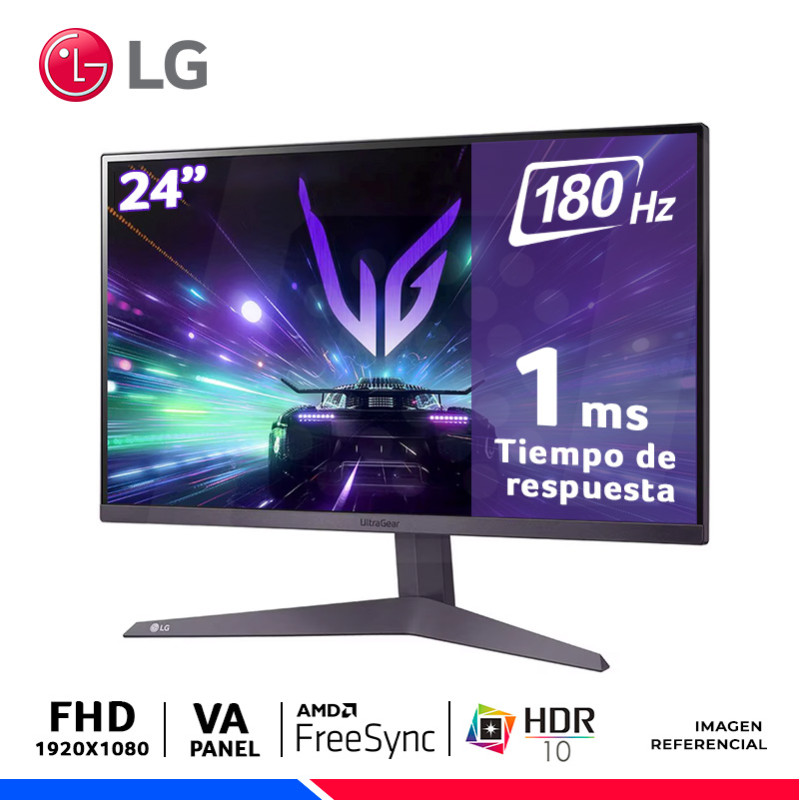 LG
24”
180 Hz
1 ms
Tiempo de
respuesta
UltraGear
LG
FHD
1920X1080
VA
PANEL
AMD
FreeSync
HDR
10
IMAGEN
REFERENCIAL